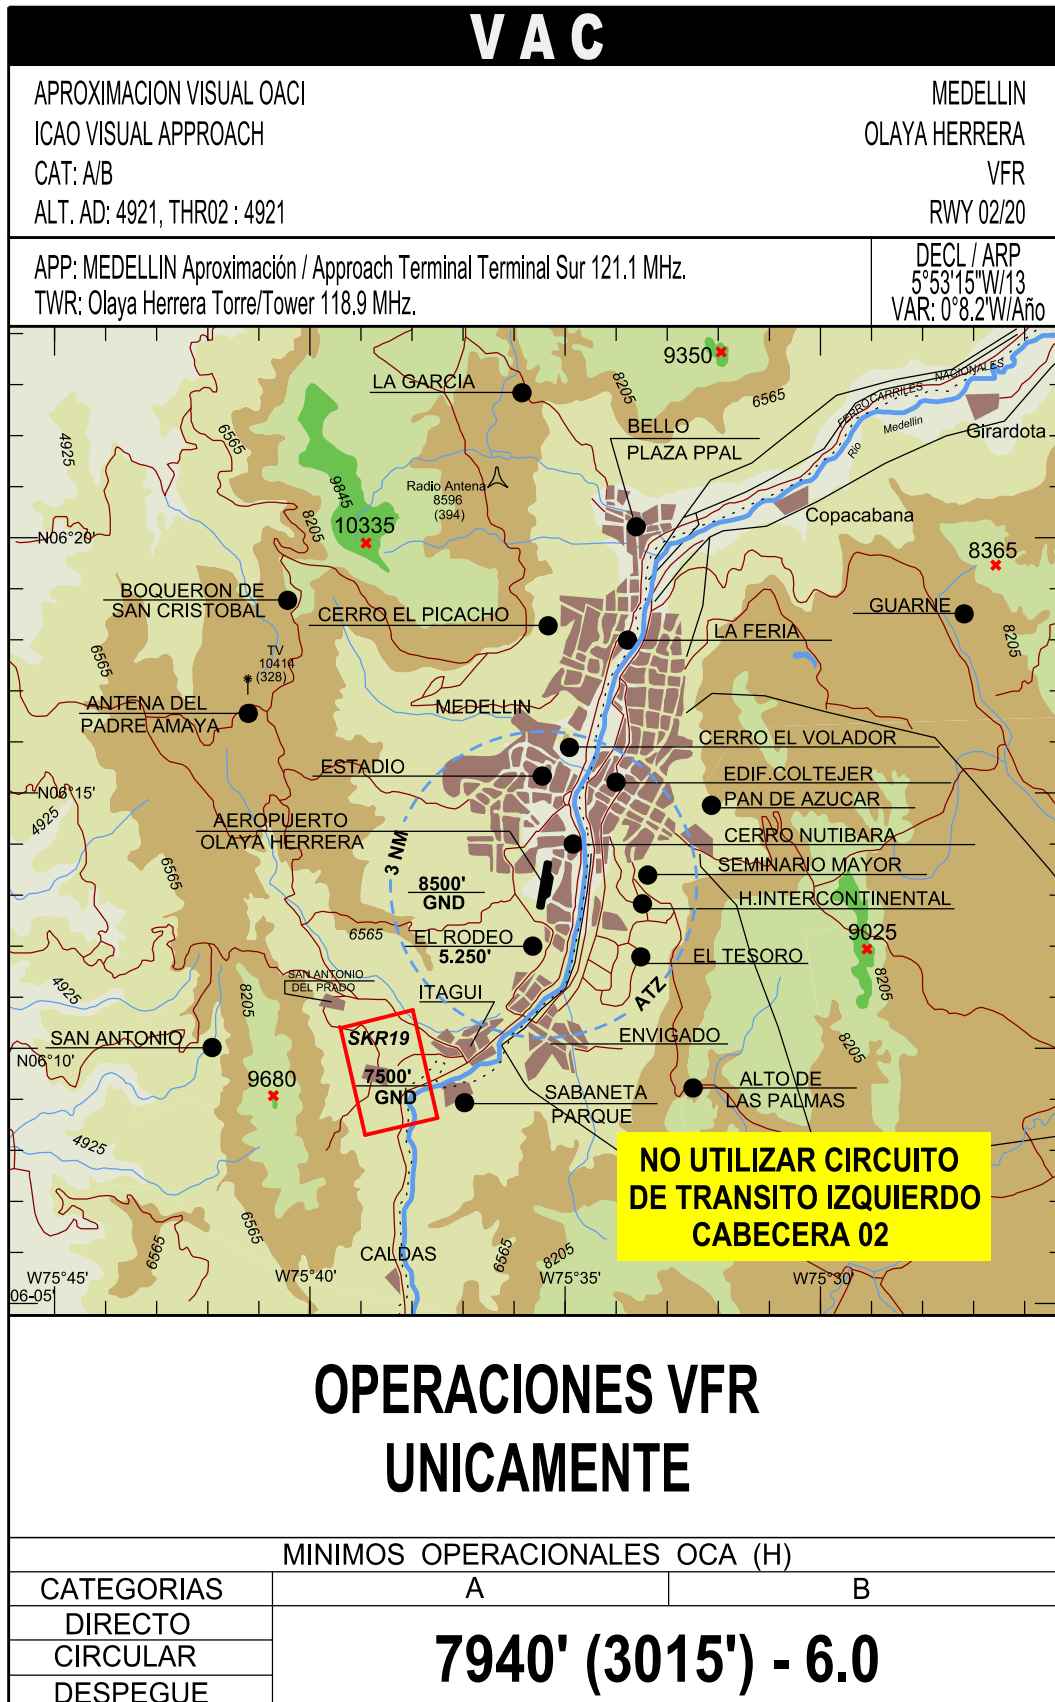 VAC
APROXIMACION VISUAL OACI
ICAO VISUAL APPROACH
CAT: A/B
ALT. AD: 4921, THR02 : 4921
MEDELLIN
OLAYA HERRERA
VFR
RWY 02/20
APP: MEDELLIN Aproximación / Approach Terminal Terminal Sur 121.1 MHz.
TWR: Olaya Herrera Torre/Tower 118.9 MHz.
DECL / ARP
5°53'15"W/13
VAR: 0°8.2'W/Año
9350
LA GARCIA
8205
6565
FERROCARRILES NACIONALES
Rio Medellin
Girardota
BELLO
PLAZA PPAL
4925
6565
9845
8205
Radio Antena
8596
(394)
10335
Copacabana
N06°20'
8365
BOQUERON DE
SAN CRISTOBAL
CERRO EL PICACHO
GUARNE
LA FERIA
8205
6565
TV
10414
(328)
ANTENA DEL
PADRE AMAYA
MEDELLIN
CERRO EL VOLADOR
ESTADIO
EDIF.COLTEJER
N06°15'
PAN DE AZUCAR
4925
AEROPUERTO
OLAYA HERRERA
CERRO NUTIBARA
3 NM
SEMINARIO MAYOR
6565
8500'
GND
H.INTERCONTINENTAL
6565
EL RODEO
5.250'
9025
EL TESORO
SAN ANTONIO
DEL PRADO
4925
8205
ITAGUI
ATZ
8205
SAN ANTONIO
SKR19
ENVIGADO
8205
N06°10'
9680
7500'
GND
SABANETA
PARQUE
ALTO DE
LAS PALMAS
4925
NO UTILIZAR CIRCUITO
DE TRANSITO IZQUIERDO
CABECERA 02
6565
6565
CALDAS
6565
8205
W75°45'
W75°40'
W75°35'
W75°30'
06-05'
OPERACIONES VFR
UNICAMENTE
MINIMOS OPERACIONALES OCA (H)
CATEGORIAS
A
B
DIRECTO
CIRCULAR
DESPEGUE
7940' (3015') - 6.0